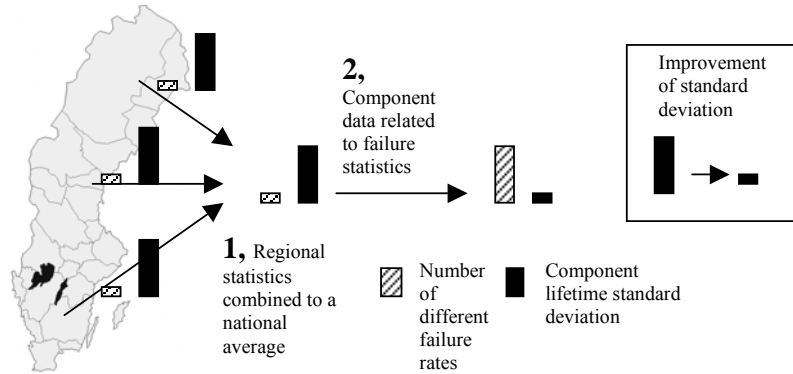 2,
Component
data related
to failure
statistics
Improvement
of standard
deviation
1, Regional
statistics
combined to a
national
average
Number
of
different
failure
rates
Component
lifetime standard
deviation